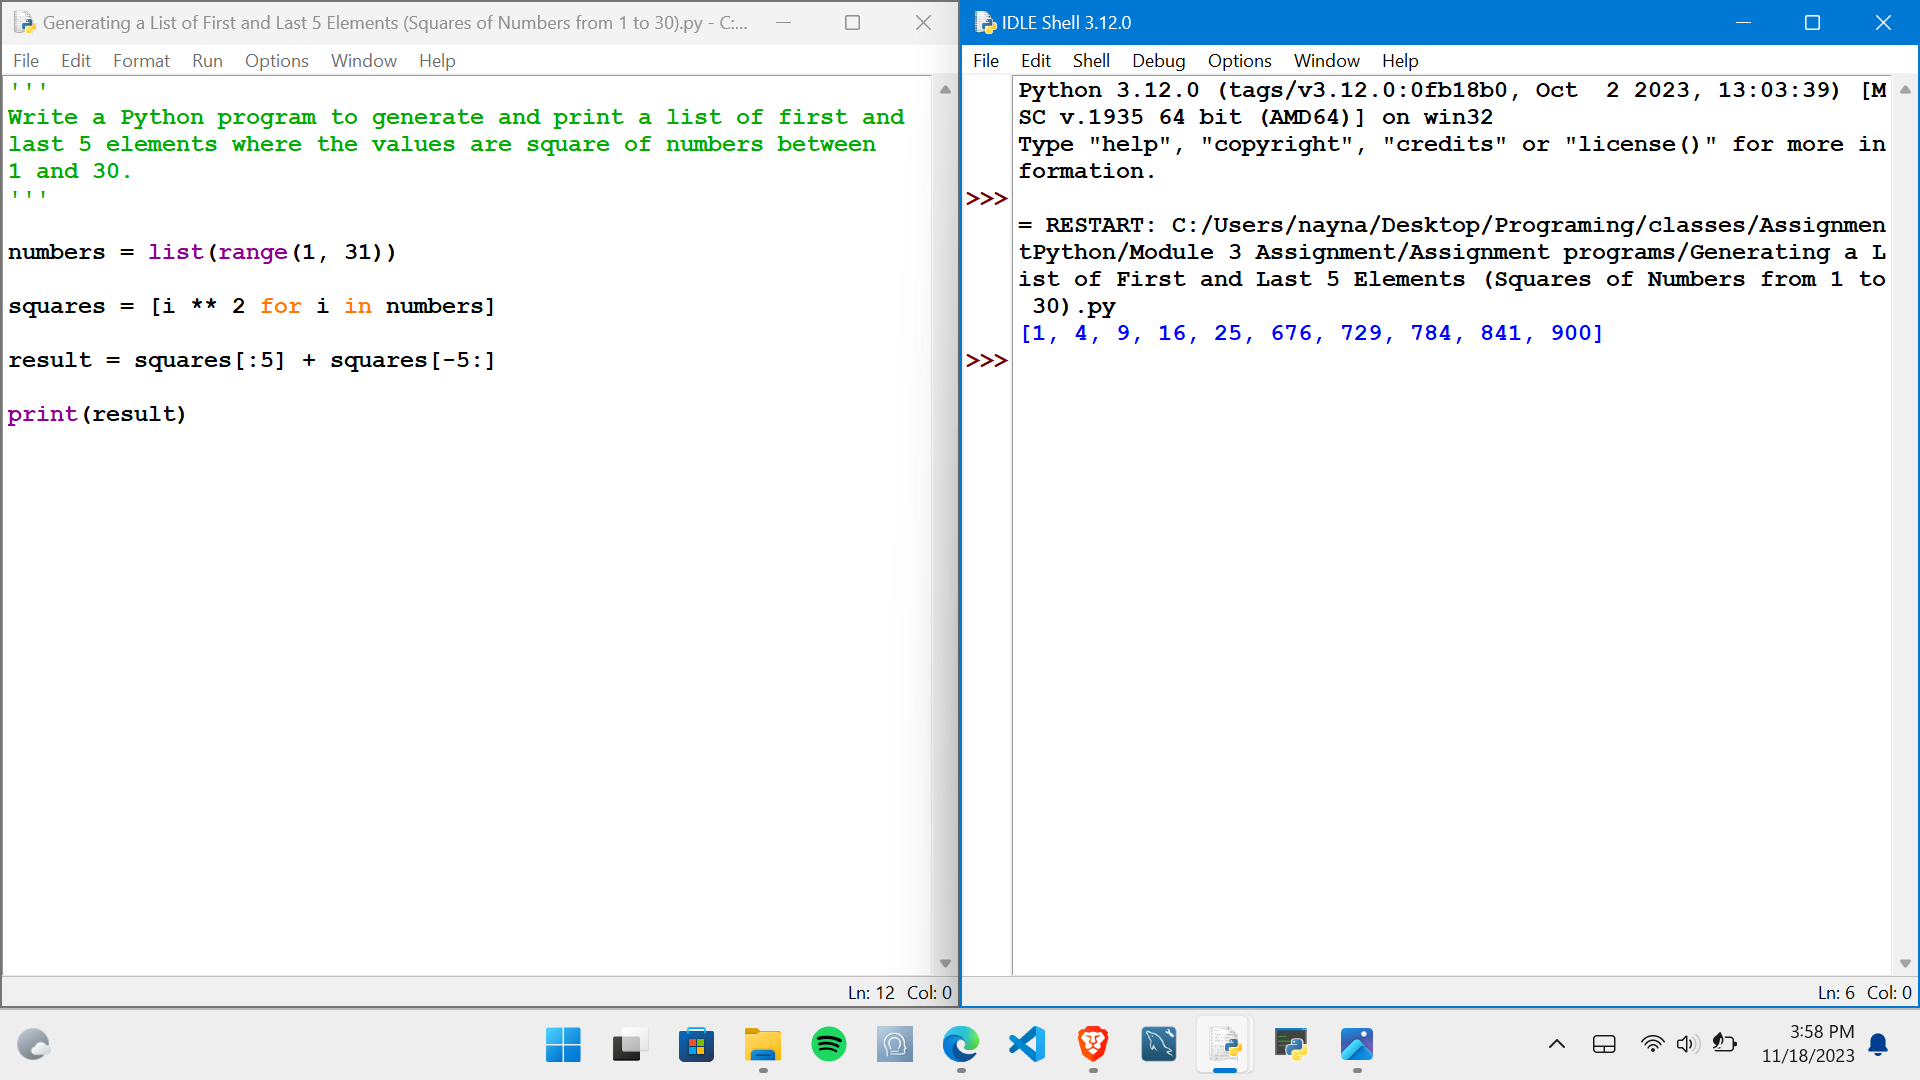 Generating a List of First and Last 5 Elements (Squares of Numbers from 1 to 30).py - C:...
File Edit Format Run Options Window Help
'''
Write a Python program to generate and print a list of first and
last 5 elements where the values are square of numbers between
1 and 30.
'''
numbers = list(range(1, 31))
squares = [i ** 2 for i in numbers]
result = squares[:5] + squares[-5:]
print(result)
Ln: 12 Col: 0
IDLE Shell 3.12.0
File Edit Shell Debug Options Window Help
Python 3.12.0 (tags/v3.12.0:0fb18b0, Oct  2 2023, 13:03:39) [M
SC v.1935 64 bit (AMD64)] on win32
Type "help", "copyright", "credits" or "license()" for more in
formation.
>>>
= RESTART: C:/Users/nayna/Desktop/Programing/classes/Assignmen
tPython/Module 3 Assignment/Assignment programs/Generating a L
ist of First and Last 5 Elements (Squares of Numbers from 1 to
 30).py
[1, 4, 9, 16, 25, 676, 729, 784, 841, 900]
>>>
Ln: 6 Col: 0
3:58 PM
11/18/2023